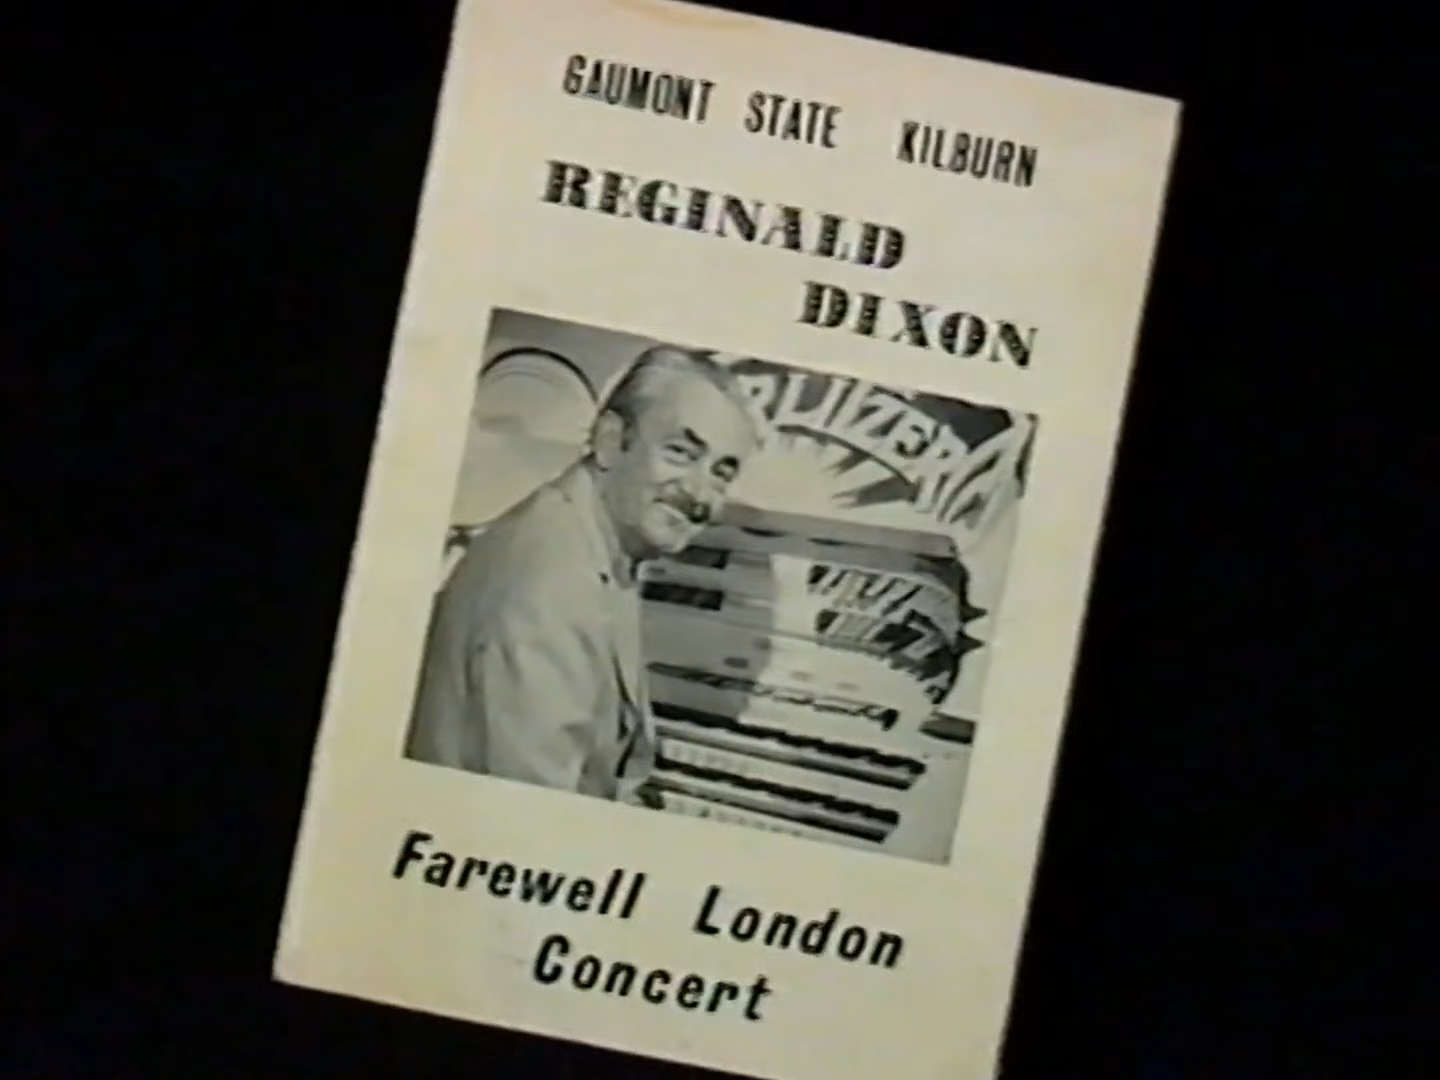 GAUMONT STATE KILBURN
REGINALD
DIXON
Farewell London
Concert